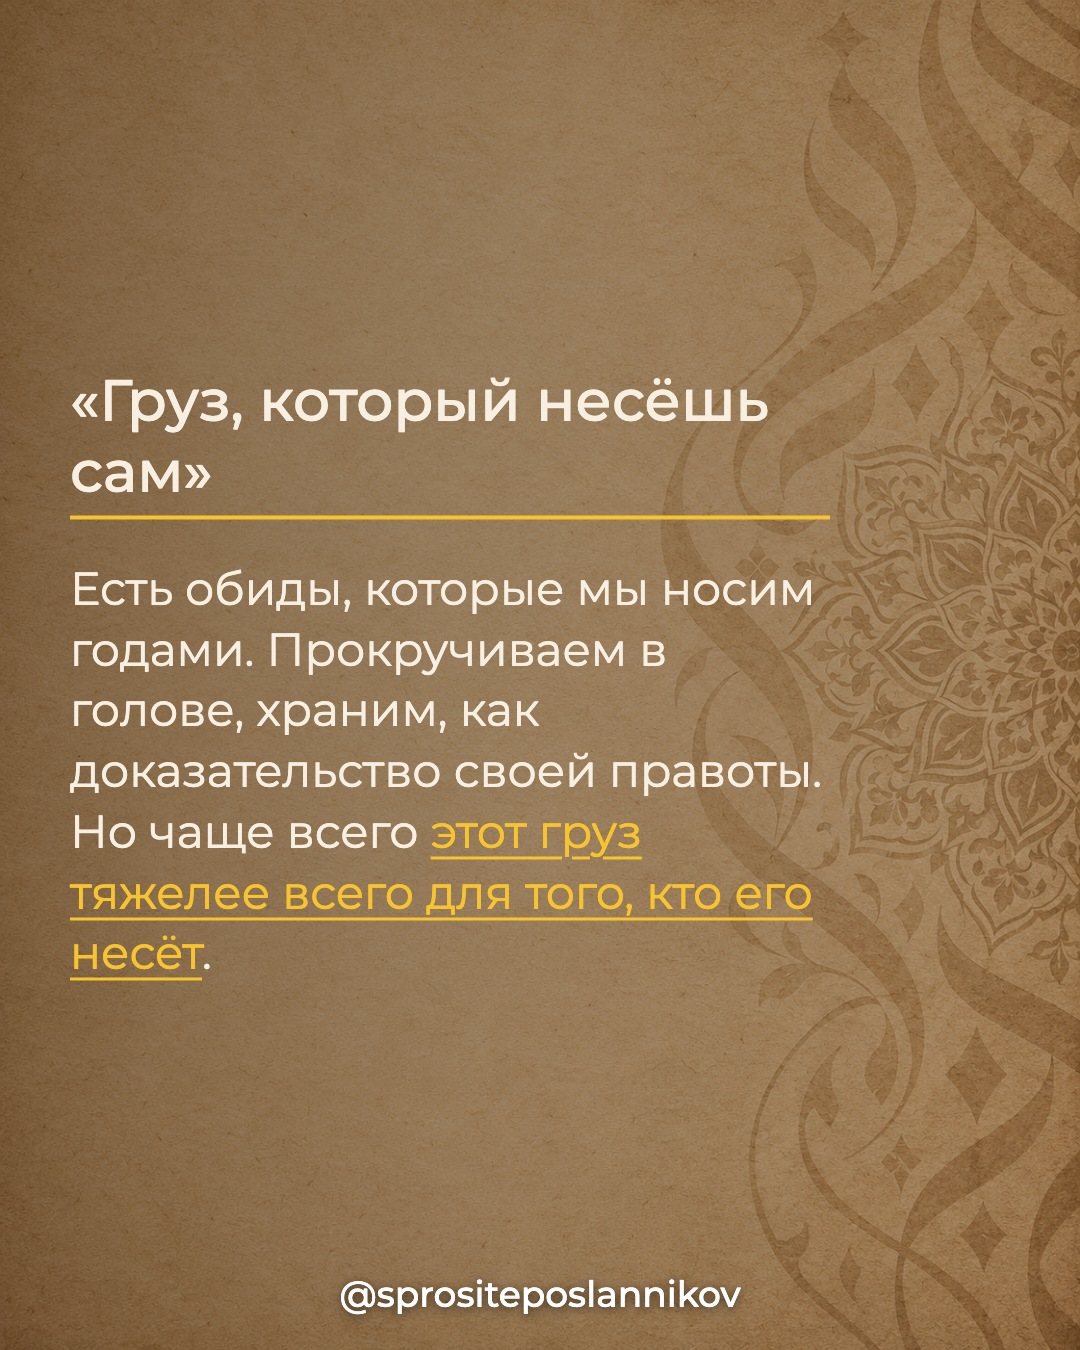 «Груз, который несёшь
сам»
Есть обиды, которые мы носим
годами. Прокручиваем в
голове, храним, как
доказательство своей правоты.
Но чаще всего этот груз
тяжелее всего для того, кто его
несёт.
@sprositeposlannikov